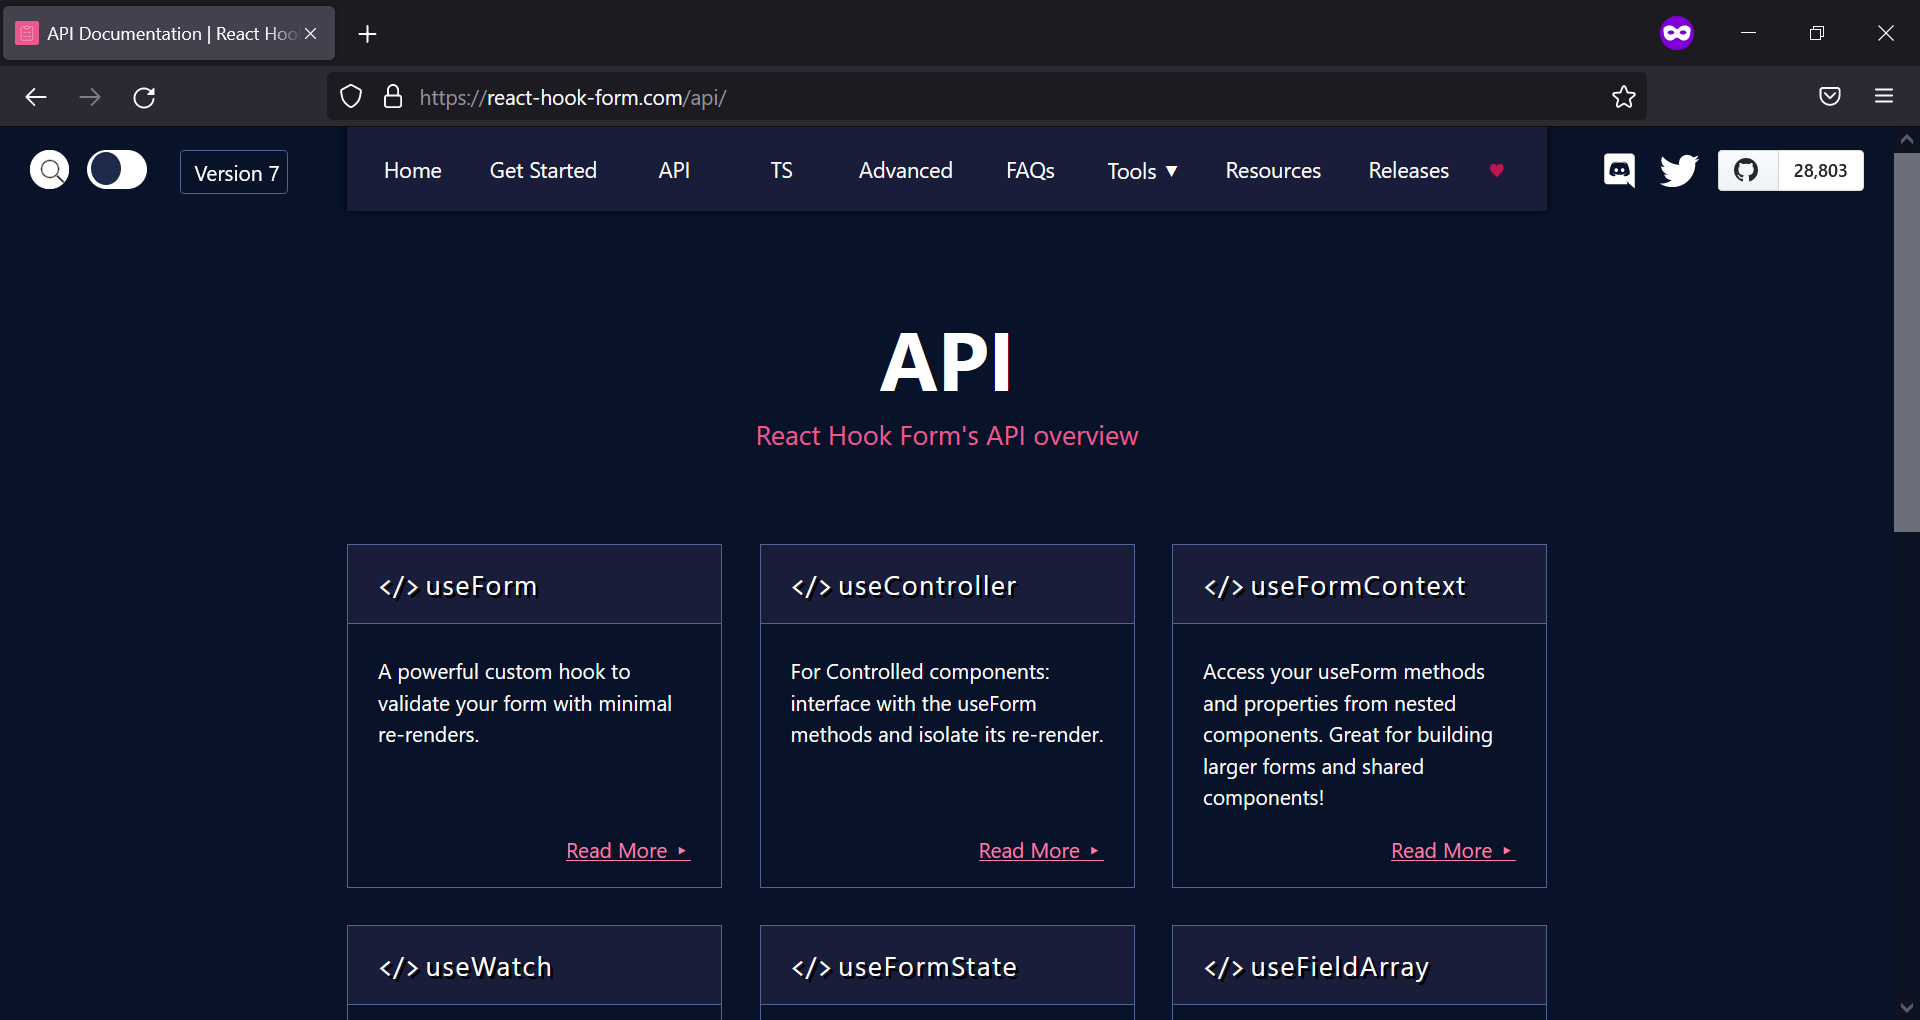 API Documentation | React Hoo
https://react-hook-form.com/api/
Version 7
Home Get Started API TS Advanced FAQs Tools ▼ Resources Releases
28,803
API
React Hook Form's API overview
</> useForm
A powerful custom hook to
validate your form with minimal
re-renders.
Read More ▸
</> useController
For Controlled components:
interface with the useForm
methods and isolate its re-render.
Read More ▸
</> useFormContext
Access your useForm methods
and properties from nested
components. Great for building
larger forms and shared
components!
Read More ▸
</> useWatch
</> useFormState
</> useFieldArray